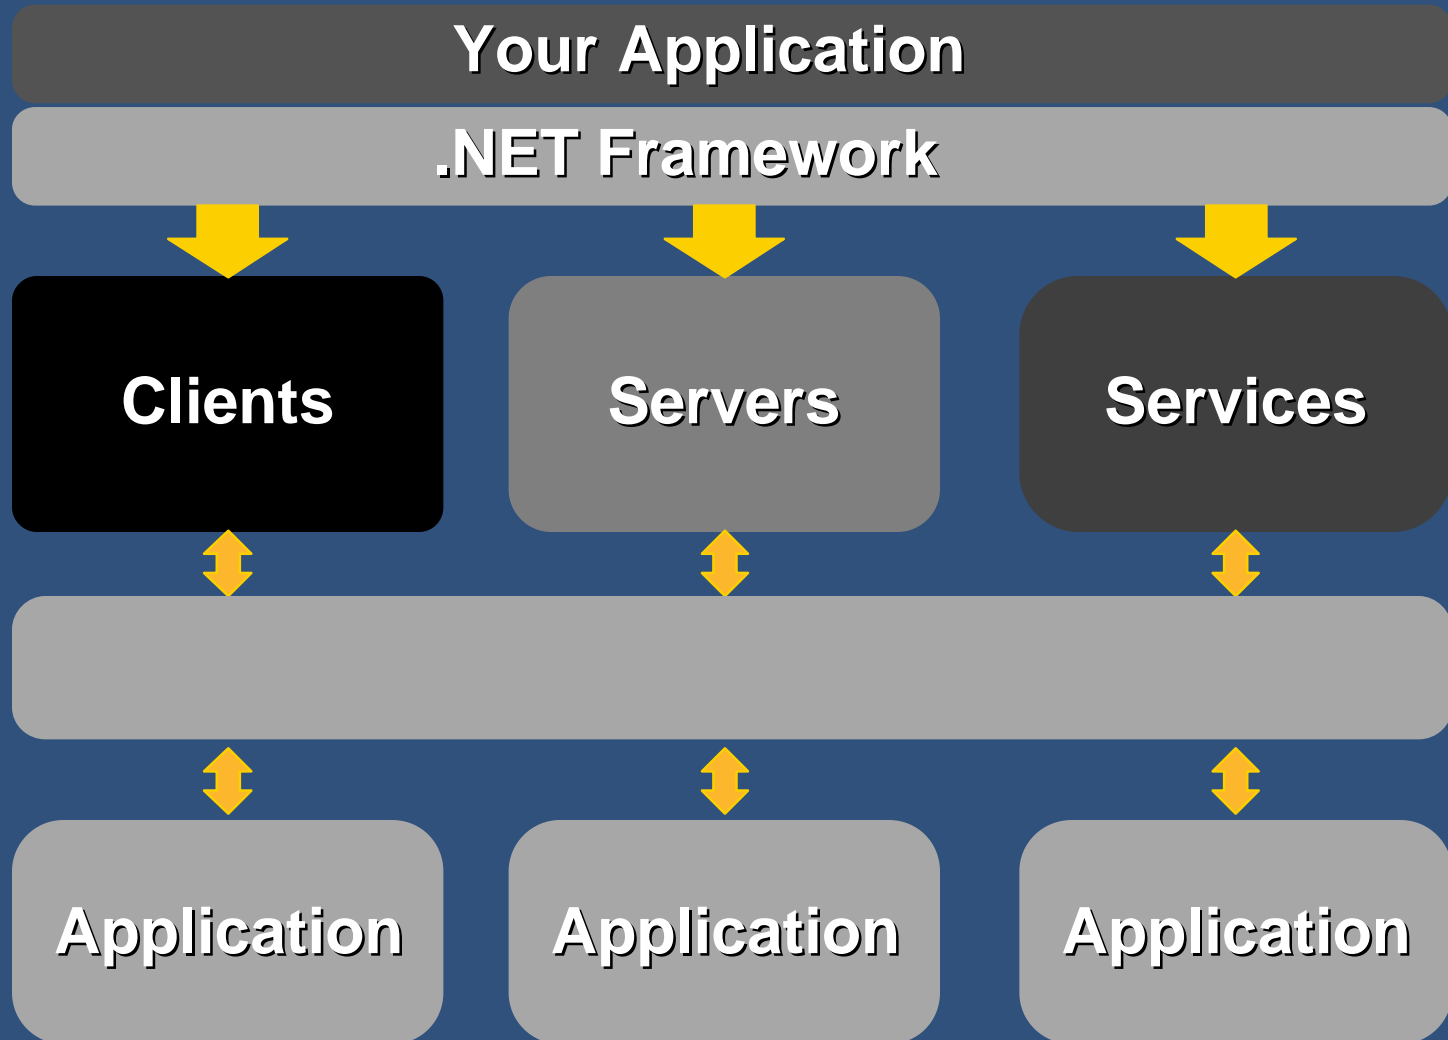 Your Application
.NET Framework
Clients
Servers
Services
Application
Application
Application